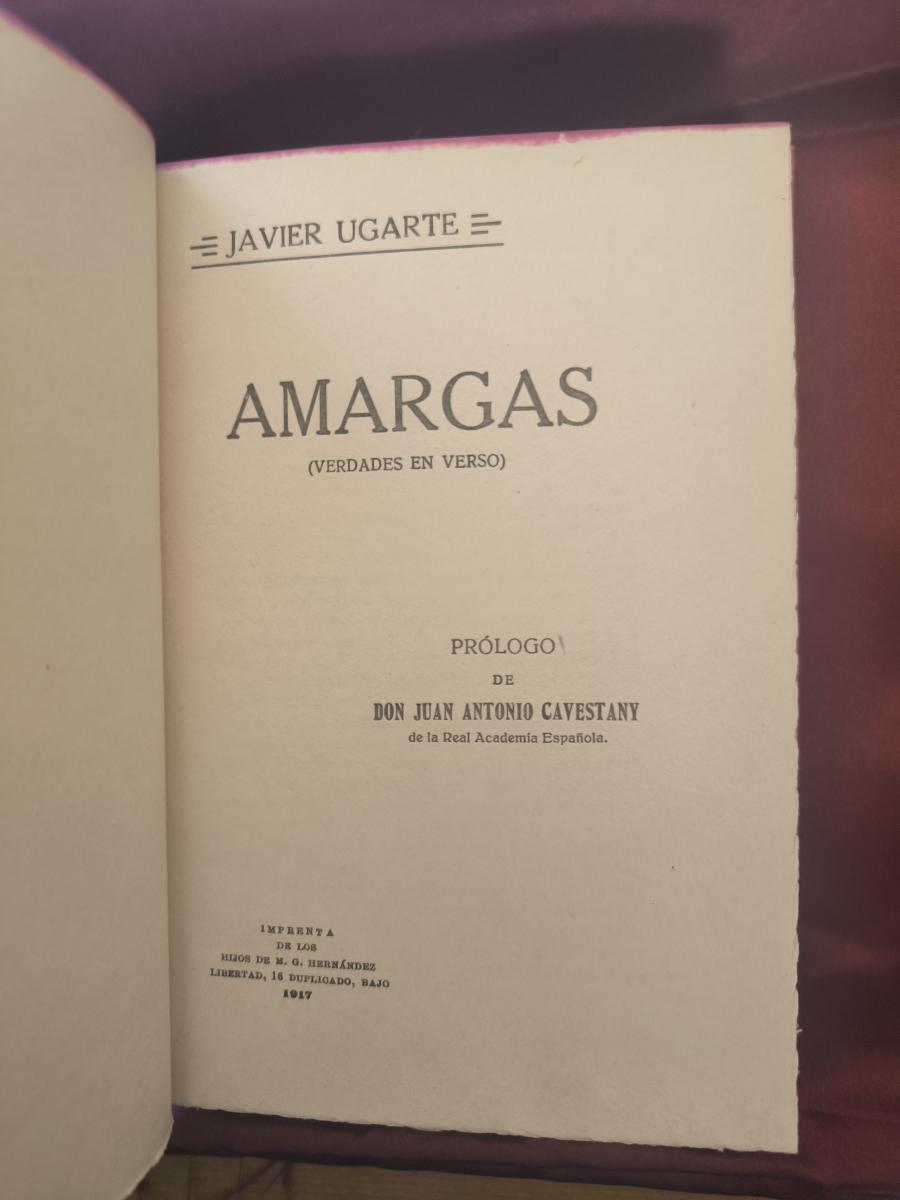 JAVIER UGARTE
AMARGAS
(VERDADES EN VERSO)
PRÓLOGO
DE
DON JUAN ANTONIO CAVESTANY
de la Real Academia Española.
IMPRENTA
DE LOS
HIJOS DE M. G. HERNÁNDEZ
LIBERTAD, 16 DUPLICADO, BAJO
1917